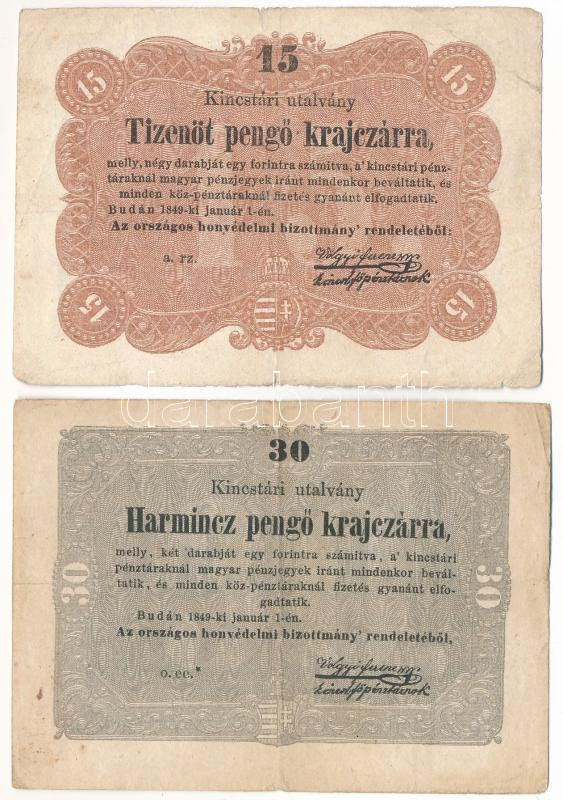 15
15 15
Kincstári utalvány
Tizenöt pengő krajczárra,
melly, négy darabját egy forintra számitva, a' kincstári pénz-
táraknál magyar pénzjegyek iránt mindenkor beváltatik, és
minden köz-pénztáraknál fizetés gyanánt elfogadtatik.
Budán 1849-ki január 1-én.
Az országos honvédelmi bizottmány' rendeletéből:
a. rz.
15 15
darabanth
30
Kincstári utalvány
Harmincz pengő krajczárra,
melly, két darabját egy forintra számitva, a' kincstári
pénztáraknál magyar pénzjegyek iránt mindenkor bevál-
tatik, és minden köz-pénztáraknál fizetés gyanánt elfo-
gadtatik.
30 30
Budán 1849-ki január 1-én.
Az országos honvédelmi bizottmány' rendeletéből,
o. ec.*